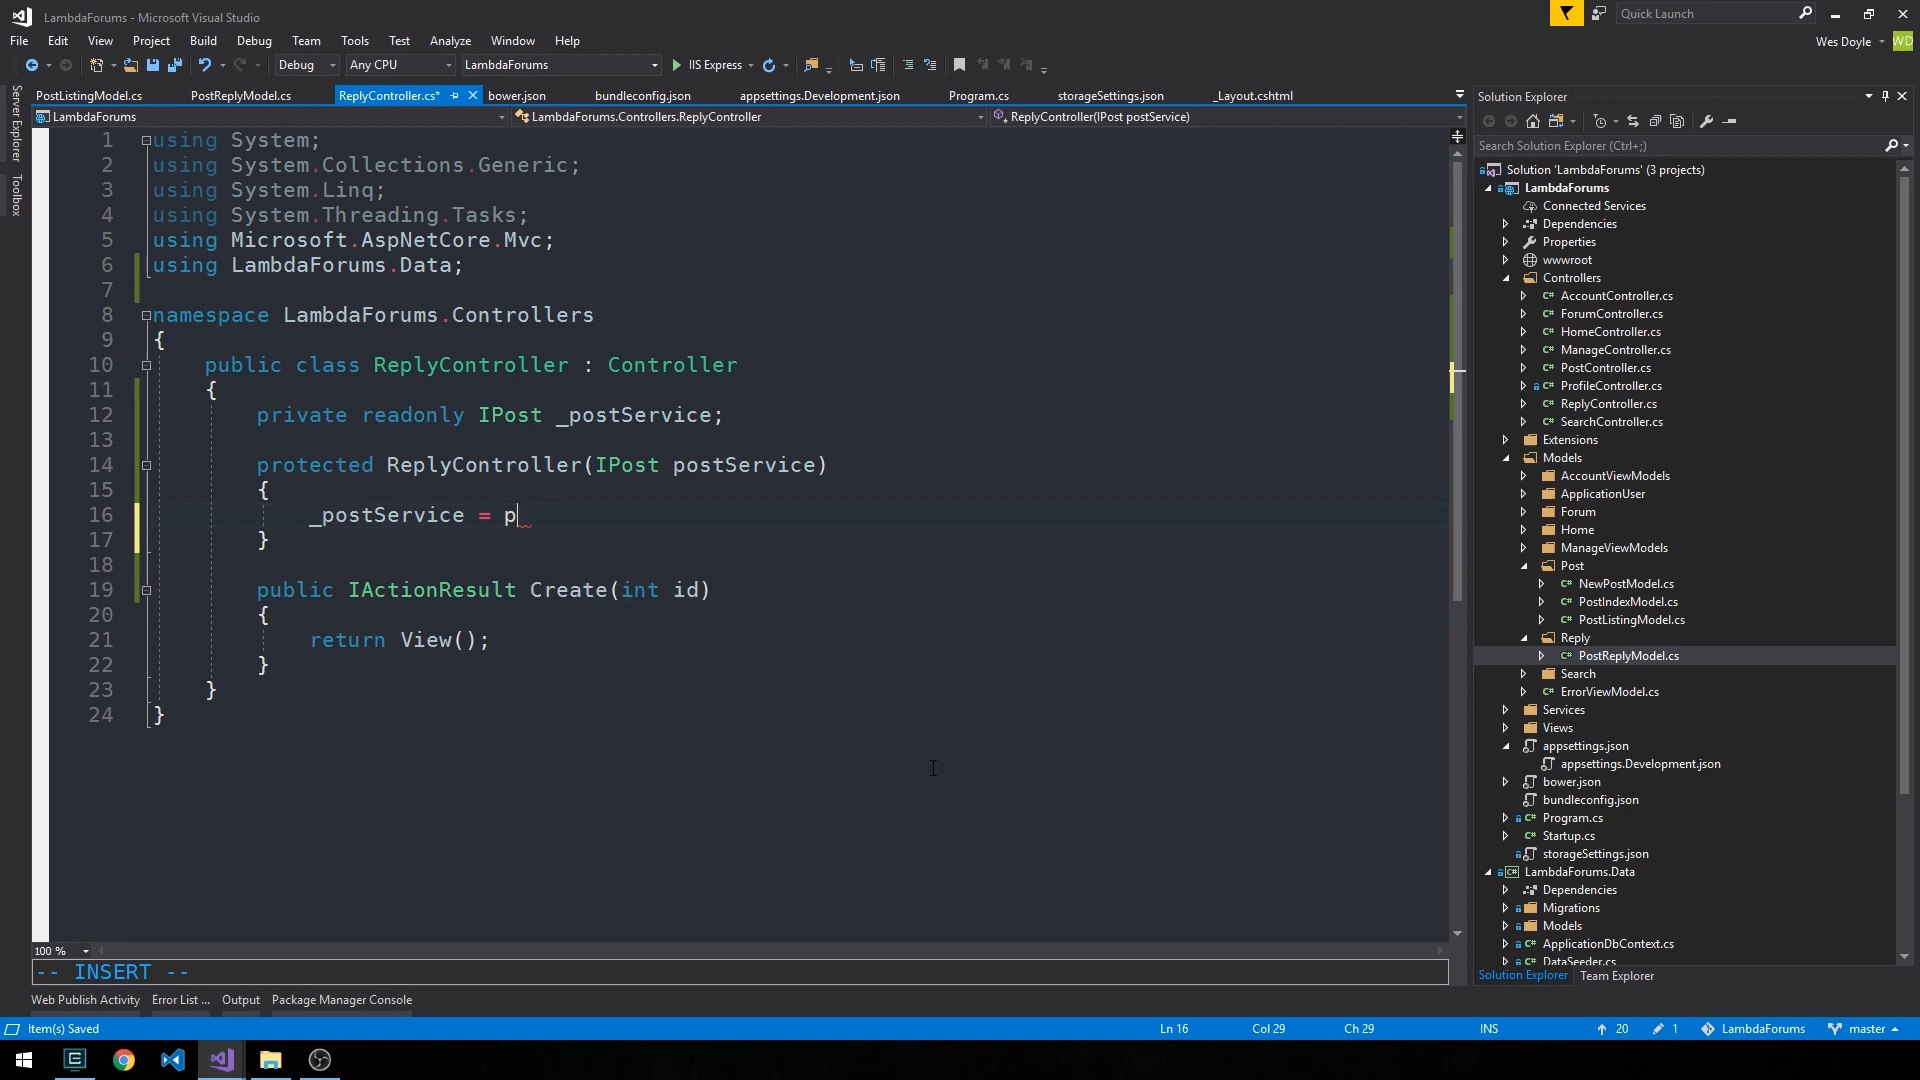 LambdaForums - Microsoft Visual Studio
Quick Launch
File Edit View Project Build Debug Team Tools Test Analyze Window Help
Wes Doyle WD
Debug Any CPU LambdaForums IIS Express
Server Explorer
Toolbox
PostListingModel.cs PostReplyModel.cs ReplyController.cs* bower.json bundleconfig.json appsettings.Development.json Program.cs storageSettings.json _Layout.cshtml
LambdaForums LambdaForums.Controllers.ReplyController ReplyController(IPost postService)
1 using System;
2 using System.Collections.Generic;
3 using System.Linq;
4 using System.Threading.Tasks;
5 using Microsoft.AspNetCore.Mvc;
6 using LambdaForums.Data;
7
8 namespace LambdaForums.Controllers
9 {
10 public class ReplyController : Controller
11 {
12 private readonly IPost _postService;
13
14 protected ReplyController(IPost postService)
15 {
16 _postService = p
17 }
18
19 public IActionResult Create(int id)
20 {
21 return View();
22 }
23 }
24 }
100 %
-- INSERT --
Web Publish Activity Error List ... Output Package Manager Console
Solution Explorer
Search Solution Explorer (Ctrl+;)
Solution 'LambdaForums' (3 projects)
LambdaForums
Connected Services
Dependencies
Properties
wwwroot
Controllers
C# AccountController.cs
C# ForumController.cs
C# HomeController.cs
C# ManageController.cs
C# PostController.cs
C# ProfileController.cs
C# ReplyController.cs
C# SearchController.cs
Extensions
Models
AccountViewModels
ApplicationUser
Forum
Home
ManageViewModels
Post
C# NewPostModel.cs
C# PostIndexModel.cs
C# PostListingModel.cs
Reply
C# PostReplyModel.cs
Search
C# ErrorViewModel.cs
Services
Views
appsettings.json
appsettings.Development.json
bower.json
bundleconfig.json
C# Program.cs
C# Startup.cs
storageSettings.json
C# LambdaForums.Data
Dependencies
Migrations
Models
C# ApplicationDbContext.cs
C# DataSeeder.cs
Solution Explorer Team Explorer
Item(s) Saved Ln 16 Col 29 Ch 29 INS 20 1 LambdaForums master